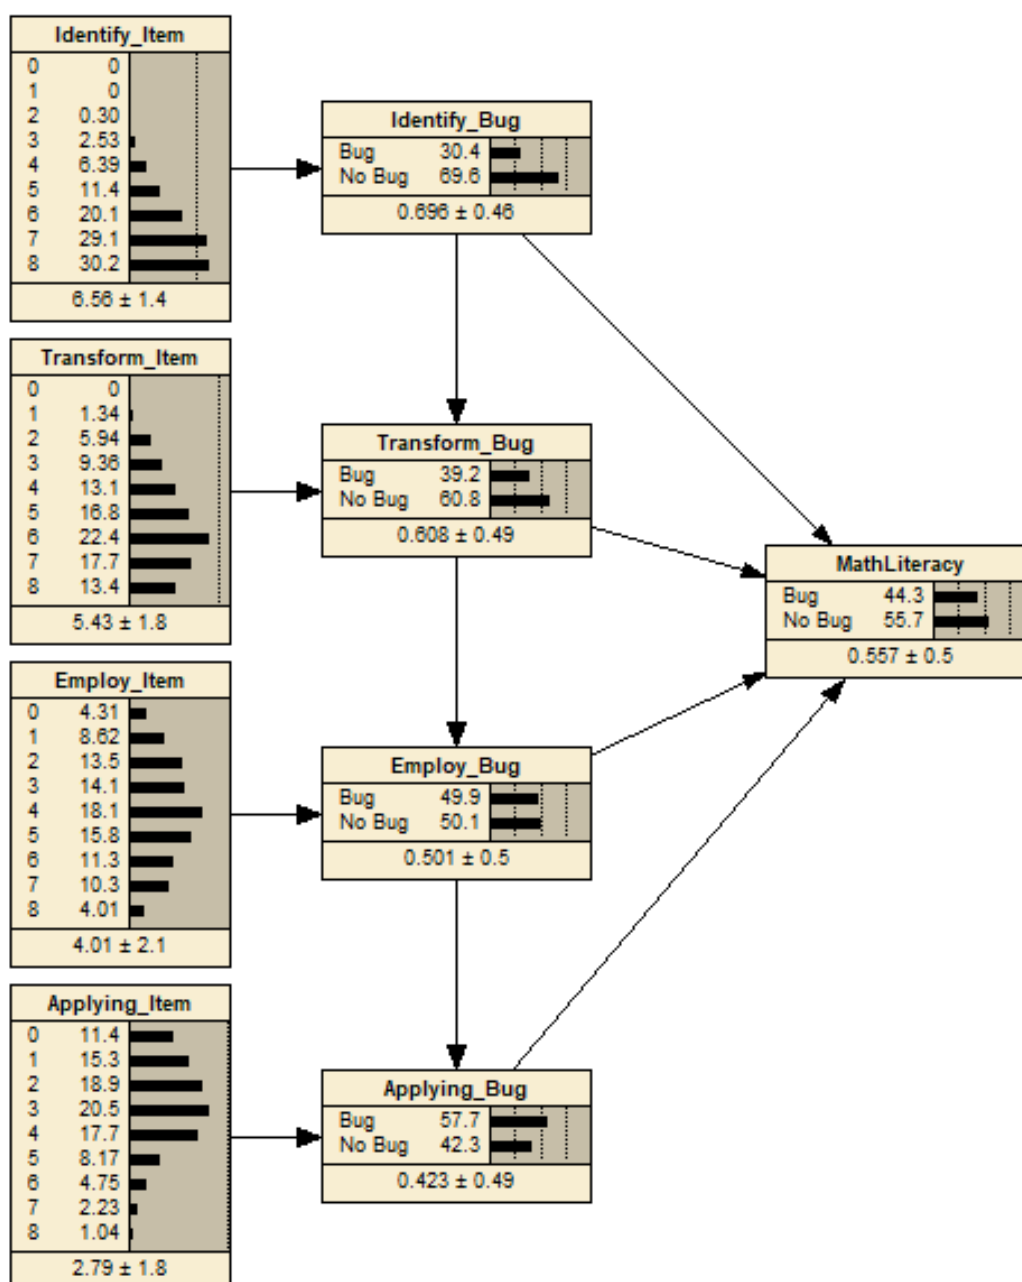 Identify_Item
0 0
1 0
2 0.30
3 2.53
4 6.39
5 11.4
6 20.1
7 29.1
8 30.2
6.56 ± 1.4
Identify_Bug
Bug 30.4
No Bug 69.6
0.696 ± 0.46
Transform_Item
0 0
1 1.34
2 5.94
3 9.36
4 13.1
5 16.8
6 22.4
7 17.7
8 13.4
5.43 ± 1.8
Transform_Bug
Bug 39.2
No Bug 60.8
0.608 ± 0.49
MathLiteracy
Bug 44.3
No Bug 55.7
0.557 ± 0.5
Employ_Item
0 4.31
1 8.62
2 13.5
3 14.1
4 18.1
5 15.8
6 11.3
7 10.3
8 4.01
4.01 ± 2.1
Employ_Bug
Bug 49.9
No Bug 50.1
0.501 ± 0.5
Applying_Item
0 11.4
1 15.3
2 18.9
3 20.5
4 17.7
5 8.17
6 4.75
7 2.23
8 1.04
2.79 ± 1.8
Applying_Bug
Bug 57.7
No Bug 42.3
0.423 ± 0.49